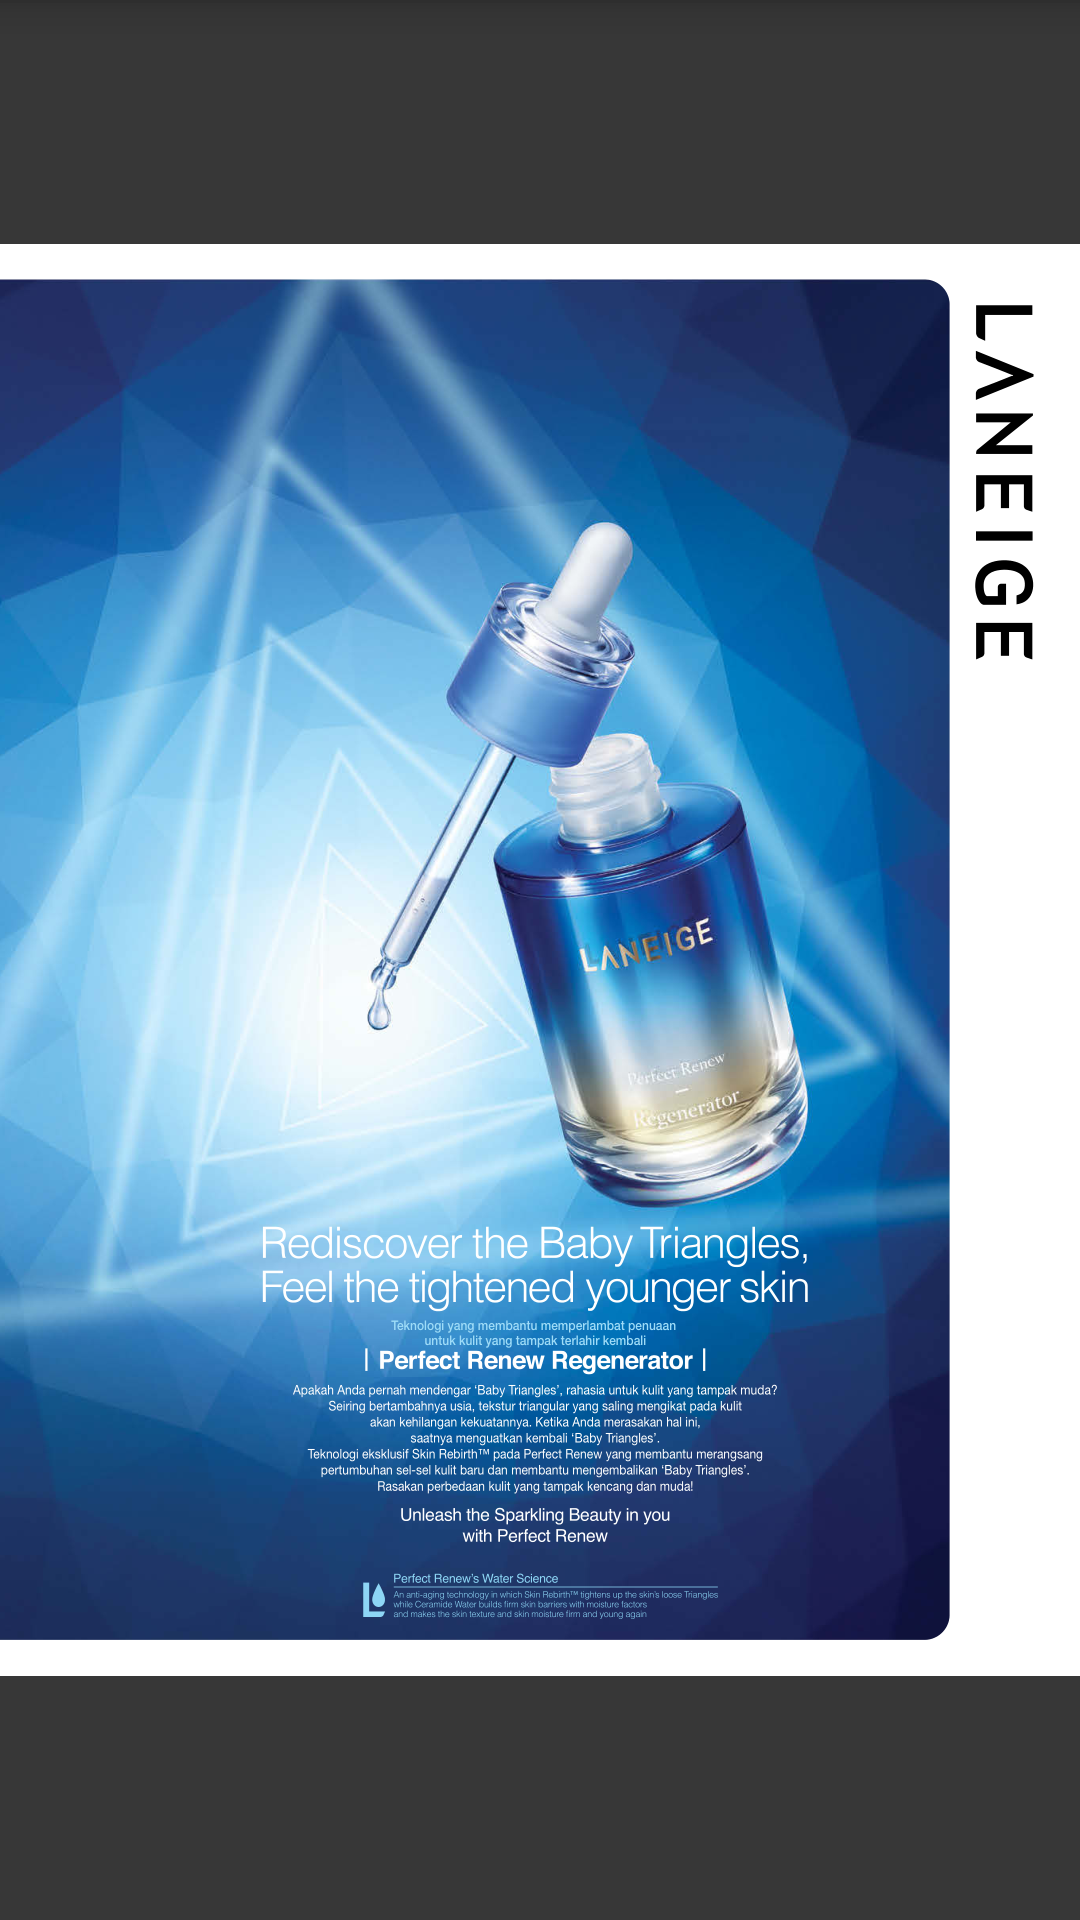 LANEIGE
LANEIGE
Perfect Renew
Regenerator
Rediscover the Baby Triangles,
Feel the tightened younger skin
Teknologi yang membantu memperlambat penuaan
untuk kulit yang tampak terlahir kembali
| Perfect Renew Regenerator |
Apakah Anda pernah mendengar ‘Baby Triangles’, rahasia untuk kulit yang tampak muda?
Seiring bertambahnya usia, tekstur triangular yang saling mengikat pada kulit
akan kehilangan kekuatannya. Ketika Anda merasakan hal ini,
saatnya menguatkan kembali ‘Baby Triangles’.
Teknologi eksklusif Skin Rebirth™ pada Perfect Renew yang membantu merangsang
pertumbuhan sel-sel kulit baru dan membantu mengembalikan ‘Baby Triangles’.
Rasakan perbedaan kulit yang tampak kencang dan muda!
Unleash the Sparkling Beauty in you
with Perfect Renew
Perfect Renew’s Water Science
An anti-aging technology in which Skin Rebirth™ tightens up the skin’s loose Triangles
while Ceramide Water builds firm skin barriers with moisture factors
and makes the skin texture and skin moisture firm and young again